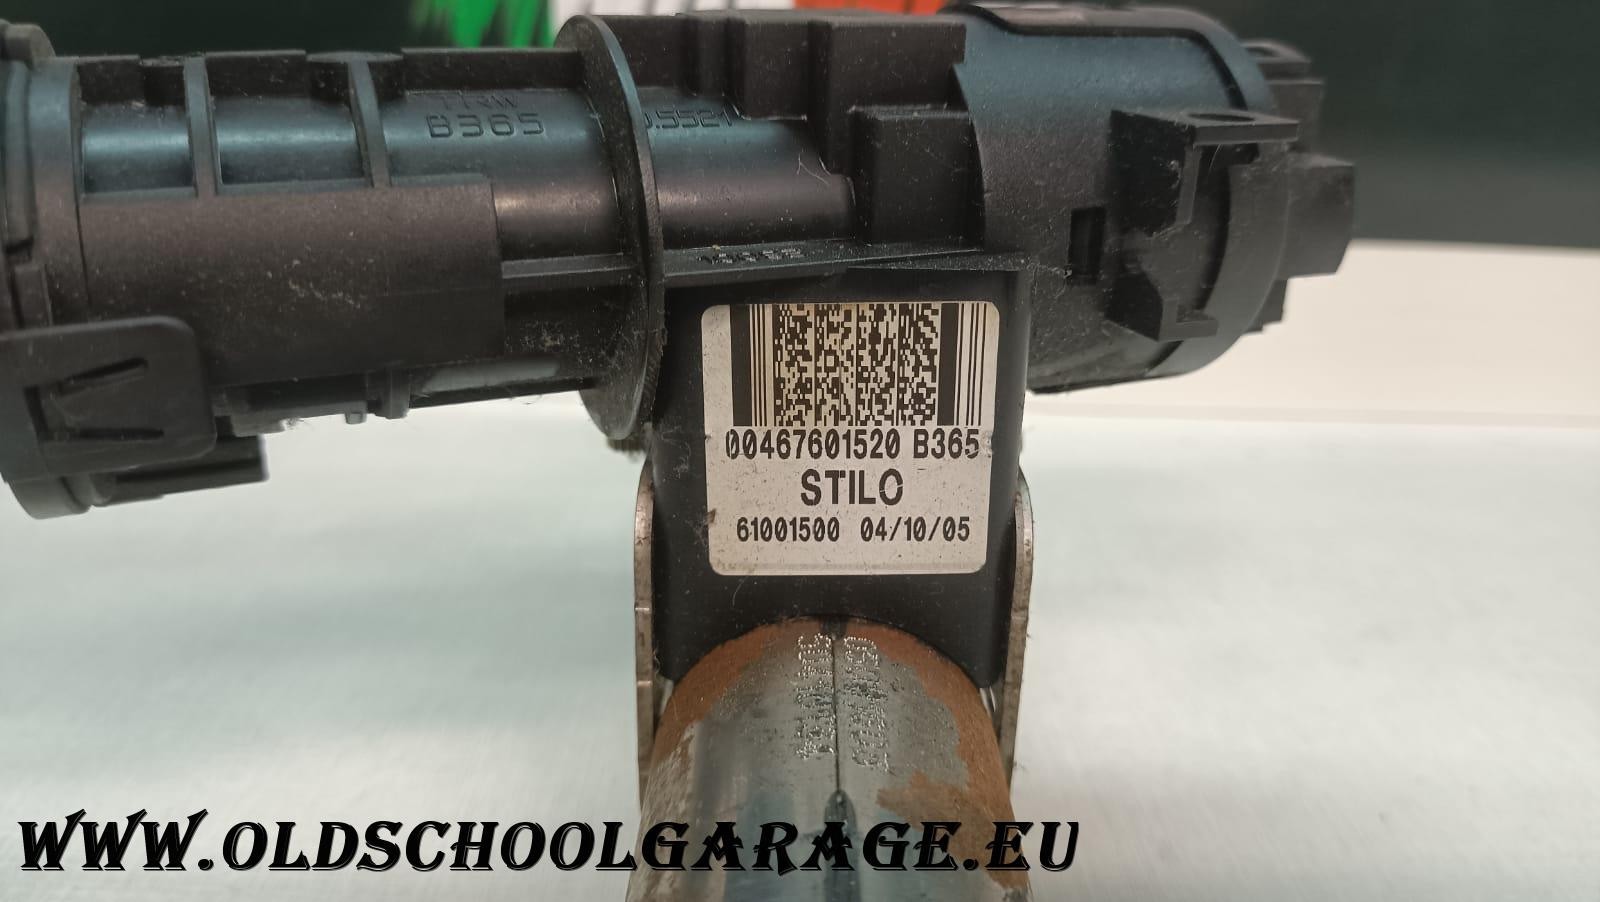 TRW
B365
00467601520 B365
STILO
61001500 04/10/05
WWW.OLDSCHOOLGARAGE.EU